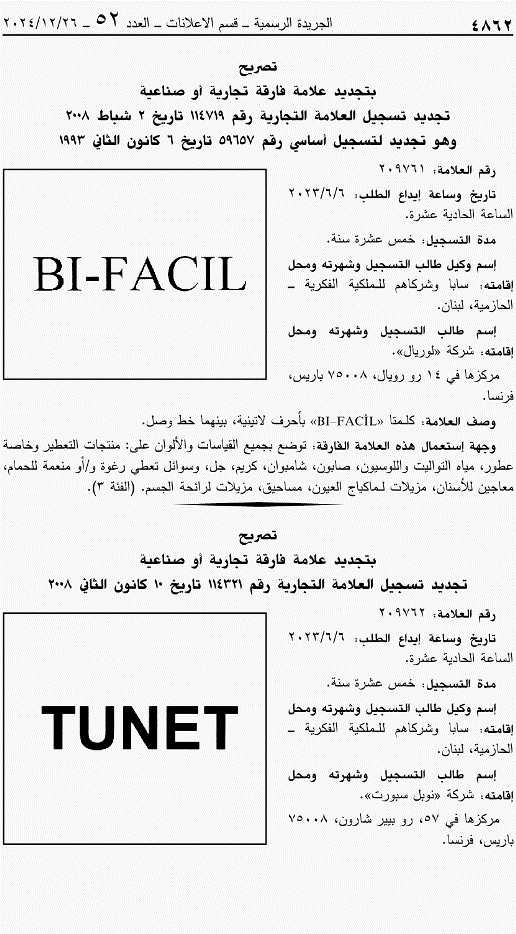 ٤٨٦٢
الجريدة الرسمية – قسم الاعلانات – العدد ٥٢ – ٢٠٢٤/١٢/٢٦
تصريح
بتجديد علامة فارقة تجارية أو صناعية
تجديد تسجيل العلامة التجارية رقم ١١٤٧١٩ تاريخ ٢ شباط ٢٠٠٨
وهو تجديد لتسجيل أساسي رقم ٥٩٦٥٧ تاريخ ٦ كانون الثاني ١٩٩٣
رقم العلامة: ٢٠٩٧٦١
تاريخ وساعة إيداع الطلب: ٢٠٢٣/٦/٦
الساعة الحادية عشرة.
مدة التسجيل: خمس عشرة سنة.
إسم وكيل طالب التسجيل وشهرته ومحل
إقامته: سابا وشركاهم للملكية الفكرية –
الحازمية، لبنان.
إسم طالب التسجيل وشهرته ومحل
إقامته: شركة «لوريال».
مركزها في ١٤ رو رويال، ٧٥٠٠٨ باريس،
فرنسا.
BI-FACIL
وصف العلامة: كلمتا «BI–FACİL» بأحرف لاتينية، بينهما خط وصل.
وجهة إستعمال هذه العلامة الفارقة: توضع بجميع القياسات والألوان على: منتجات التعطير وخاصة
عطور، مياه التواليت واللوسيون، صابون، شامبوان، كريم، جل، وسوائل تعطي رغوة و/أو منعمة للحمام،
معاجين للأسنان، مزيلات لماكياج العيون، مساحيق، مزيلات لرائحة الجسم. (الفئة ٣).
تصريح
بتجديد علامة فارقة تجارية أو صناعية
تجديد تسجيل العلامة التجارية رقم ١١٤٣٢١ تاريخ ١٠ كانون الثاني ٢٠٠٨
رقم العلامة: ٢٠٩٧٦٢
تاريخ وساعة إيداع الطلب: ٢٠٢٣/٦/٦
الساعة الحادية عشرة.
مدة التسجيل: خمس عشرة سنة.
إسم وكيل طالب التسجيل وشهرته ومحل
إقامته: سابا وشركاهم للملكية الفكرية –
الحازمية، لبنان.
إسم طالب التسجيل وشهرته ومحل
إقامته: شركة «نوبل سبورت».
مركزها في ٥٧، رو بيير شارون، ٧٥٠٠٨
باريس، فرنسا.
TUNET